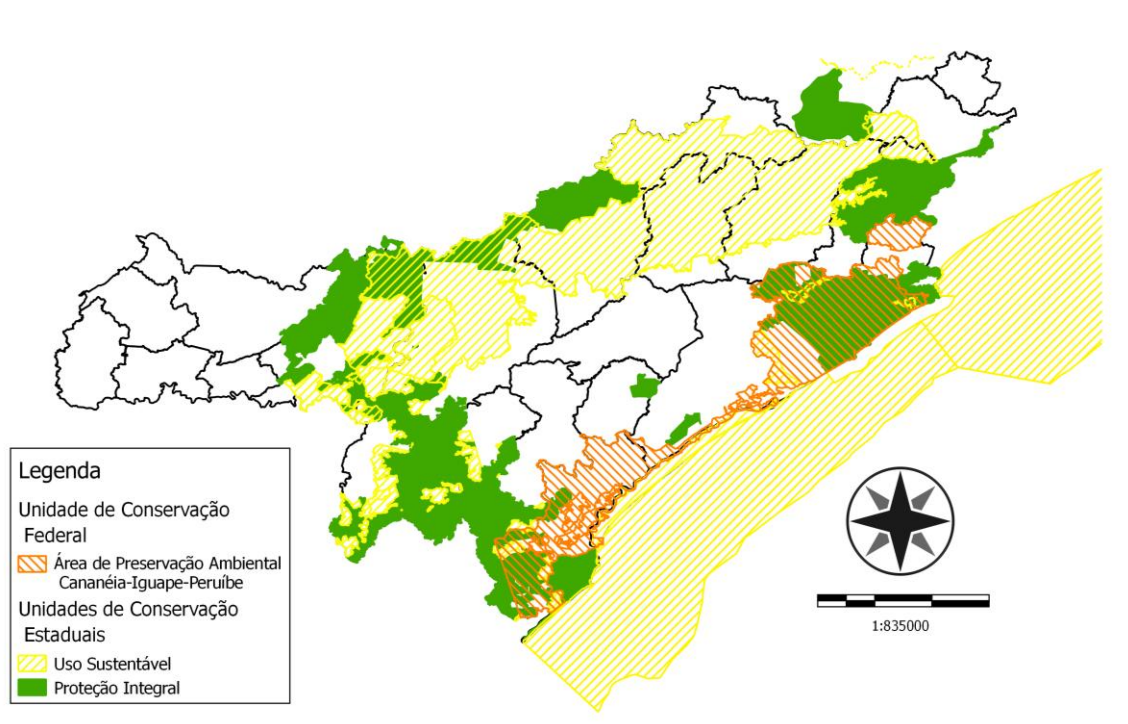 Legenda
Unidade de Conservação
Federal
Área de Preservação Ambiental
Cananéia-Iguape-Peruíbe
Unidades de Conservação
Estaduais
Uso Sustentável
Proteção Integral
1:835000